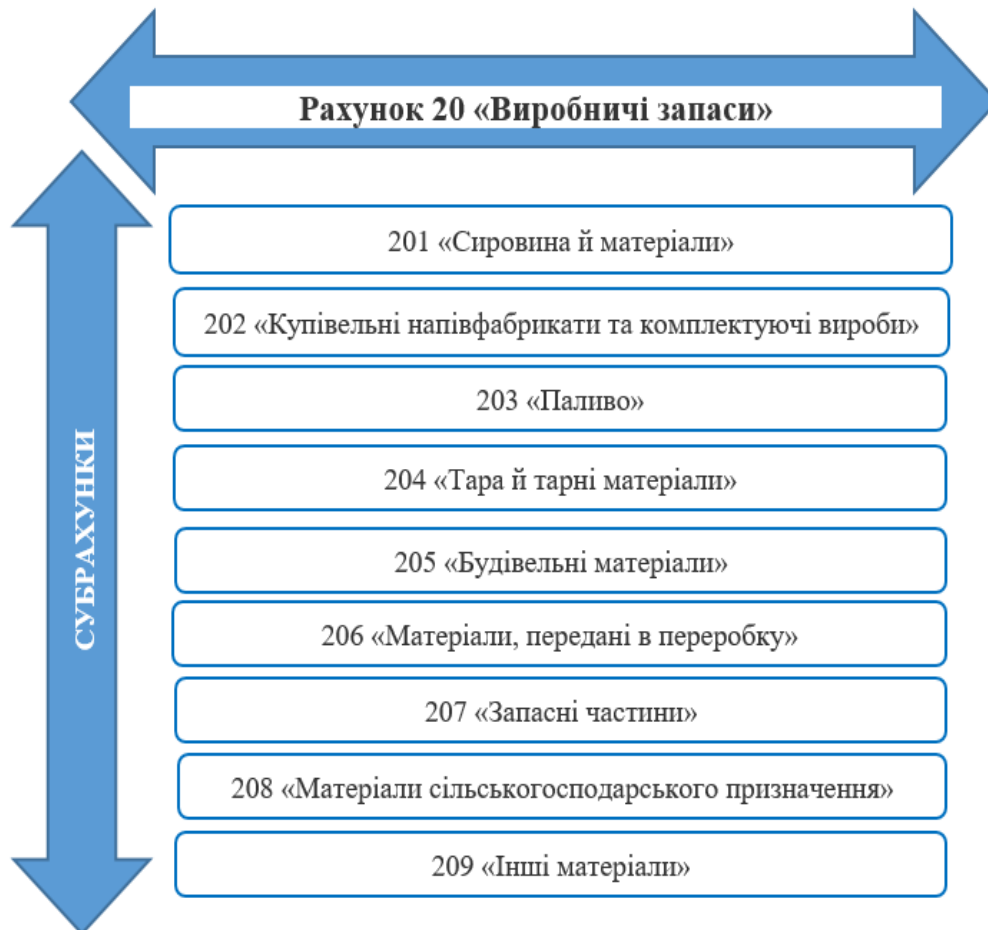 Рахунок 20 «Виробничі запаси»
СУБРАХУНКИ
201 «Сировина й матеріали»
202 «Купівельні напівфабрикати та комплектуючі вироби»
203 «Паливо»
204 «Тара й тарні матеріали»
205 «Будівельні матеріали»
206 «Матеріали, передані в переробку»
207 «Запасні частини»
208 «Матеріали сільськогосподарського призначення»
209 «Інші матеріали»